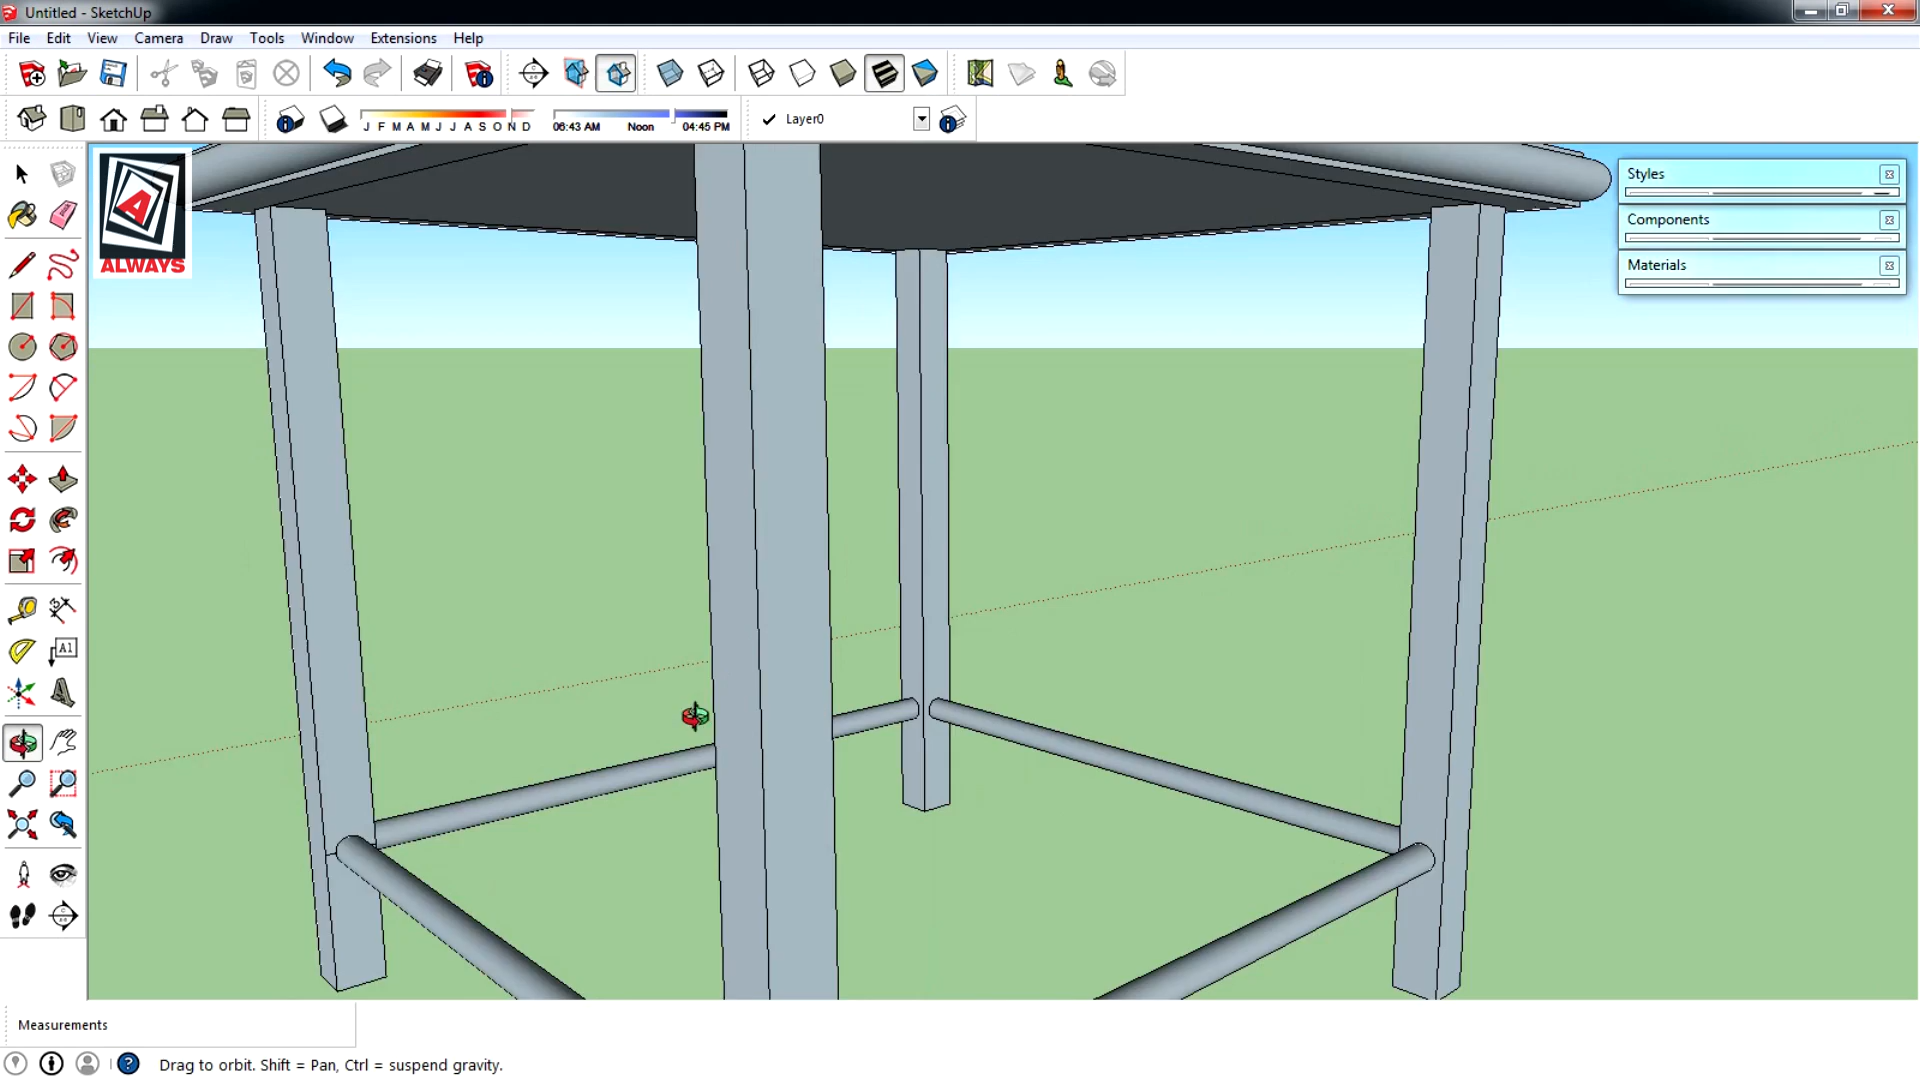 Untitled - SketchUp
File Edit View Camera Draw Tools Window Extensions Help
J F M A M J J A S O N D
06:43 AM Noon 04:45 PM
Layer0
A
ALWAYS
Styles
Components
Materials
A1
Measurements
Drag to orbit. Shift = Pan, Ctrl = suspend gravity.